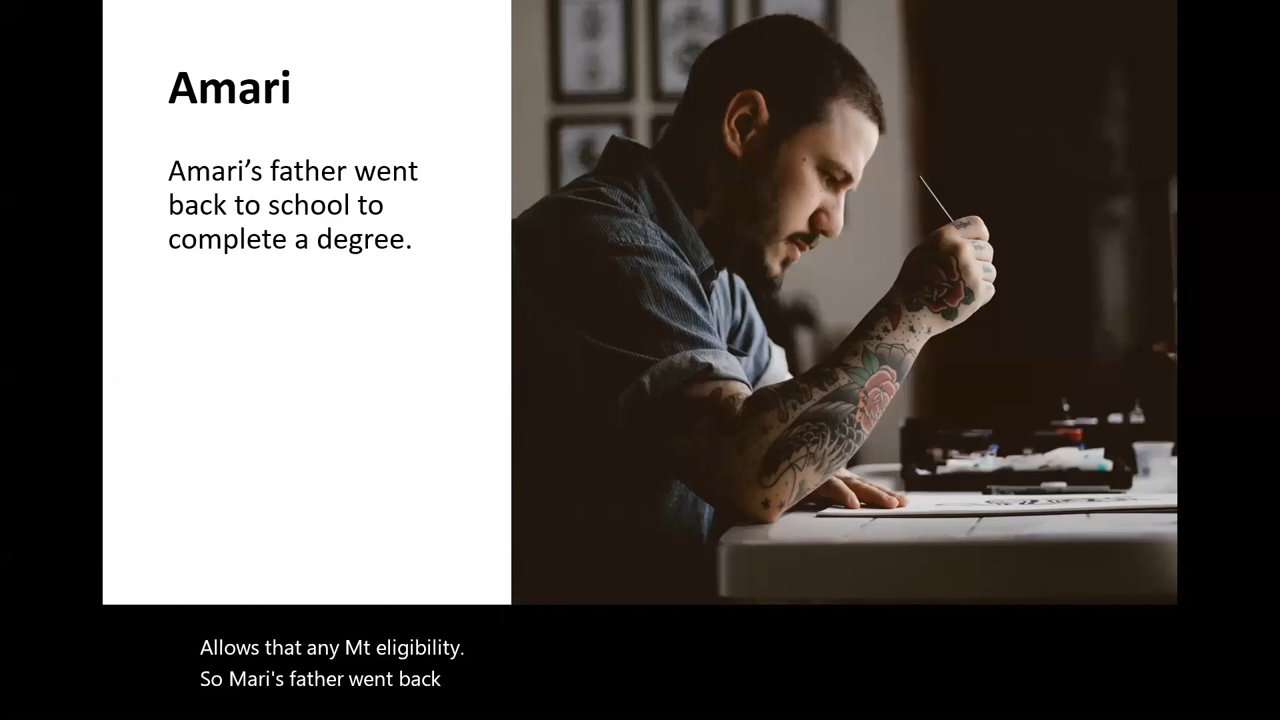 Amari
Amari’s father went
back to school to
complete a degree.
Allows that any Mt eligibility.
So Mari's father went back